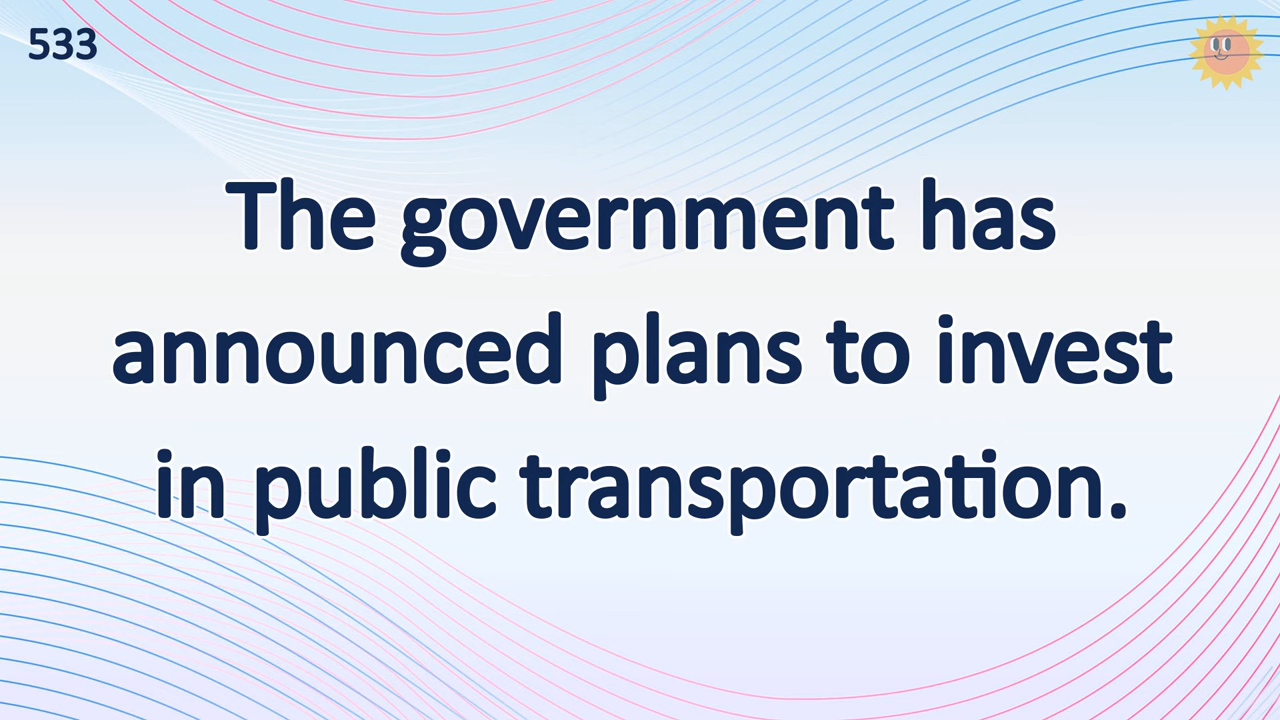 533
The government has
announced plans to invest
in public transportation.